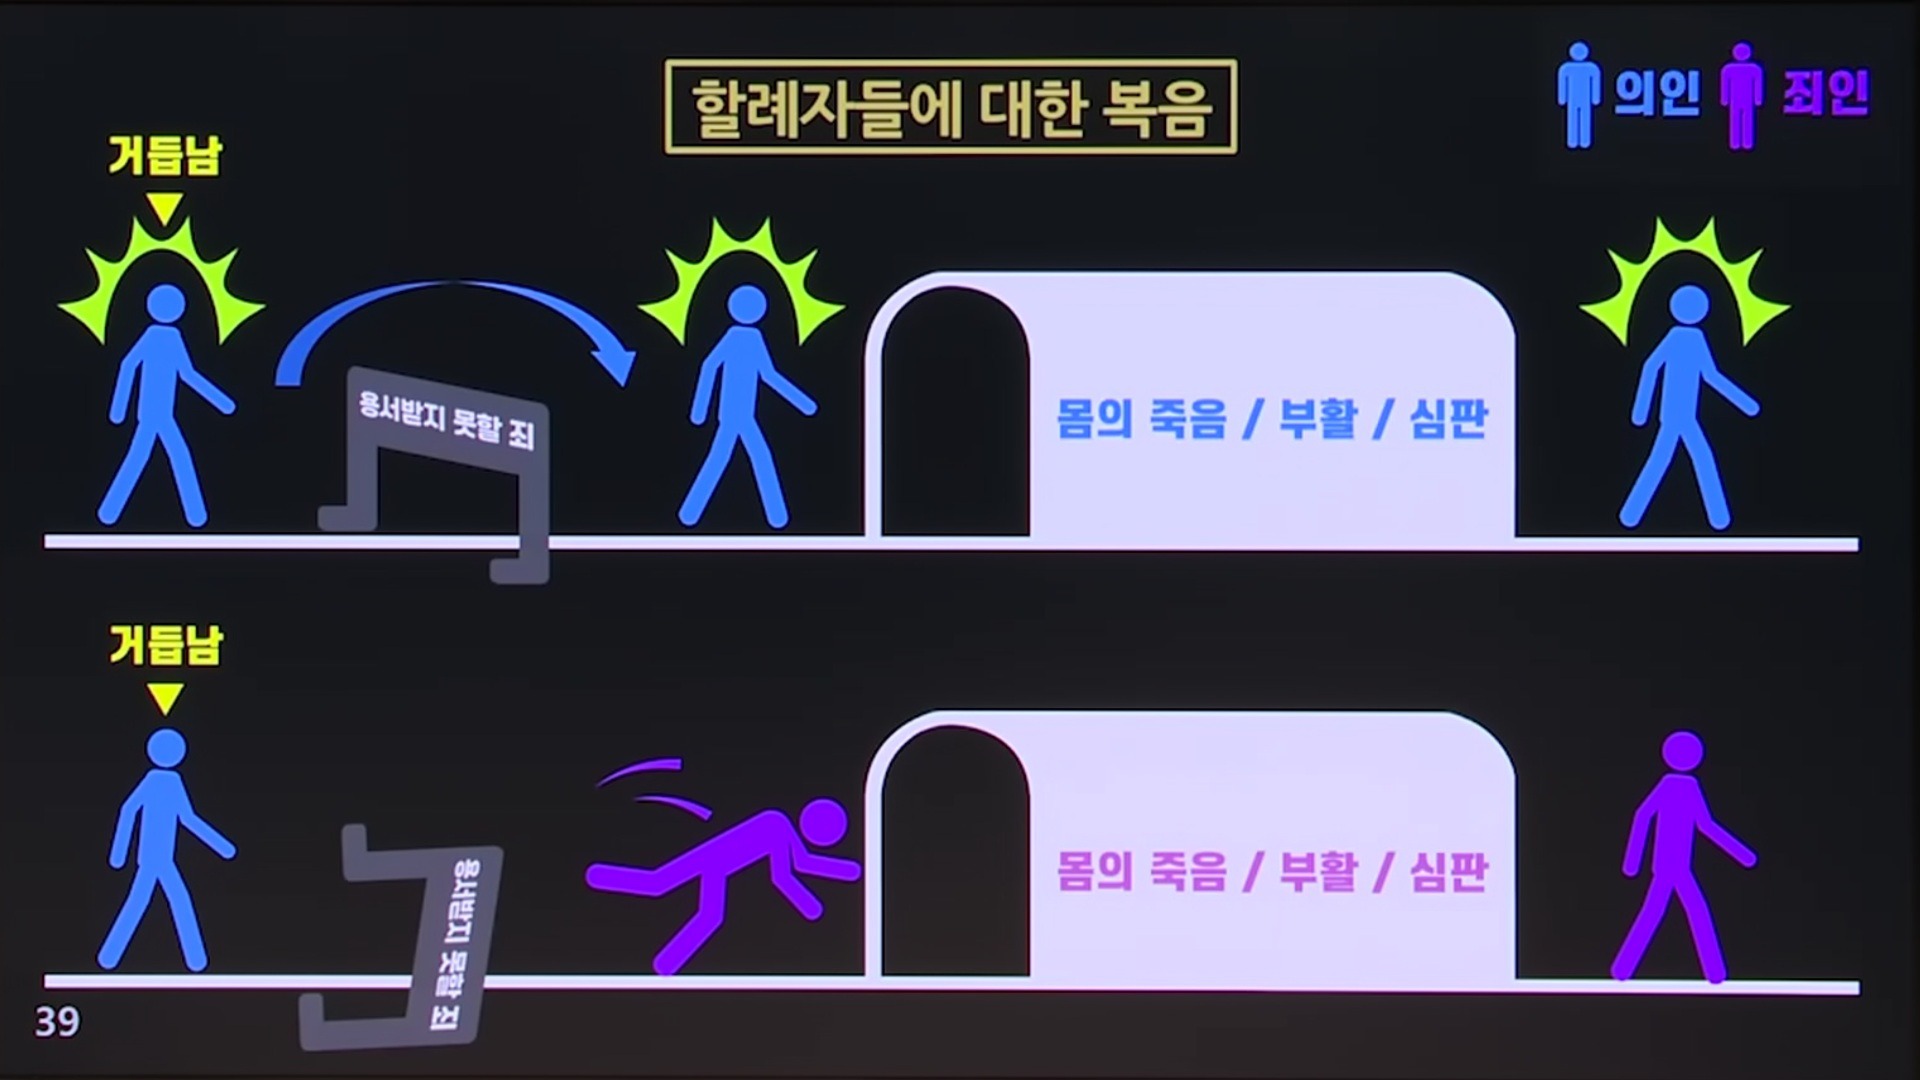 할례자들에 대한 복음
의인 죄인
거듭남
용서받지 못할 죄
몸의 죽음 / 부활 / 심판
거듭남
용서받지 못할 죄
몸의 죽음 / 부활 / 심판
39